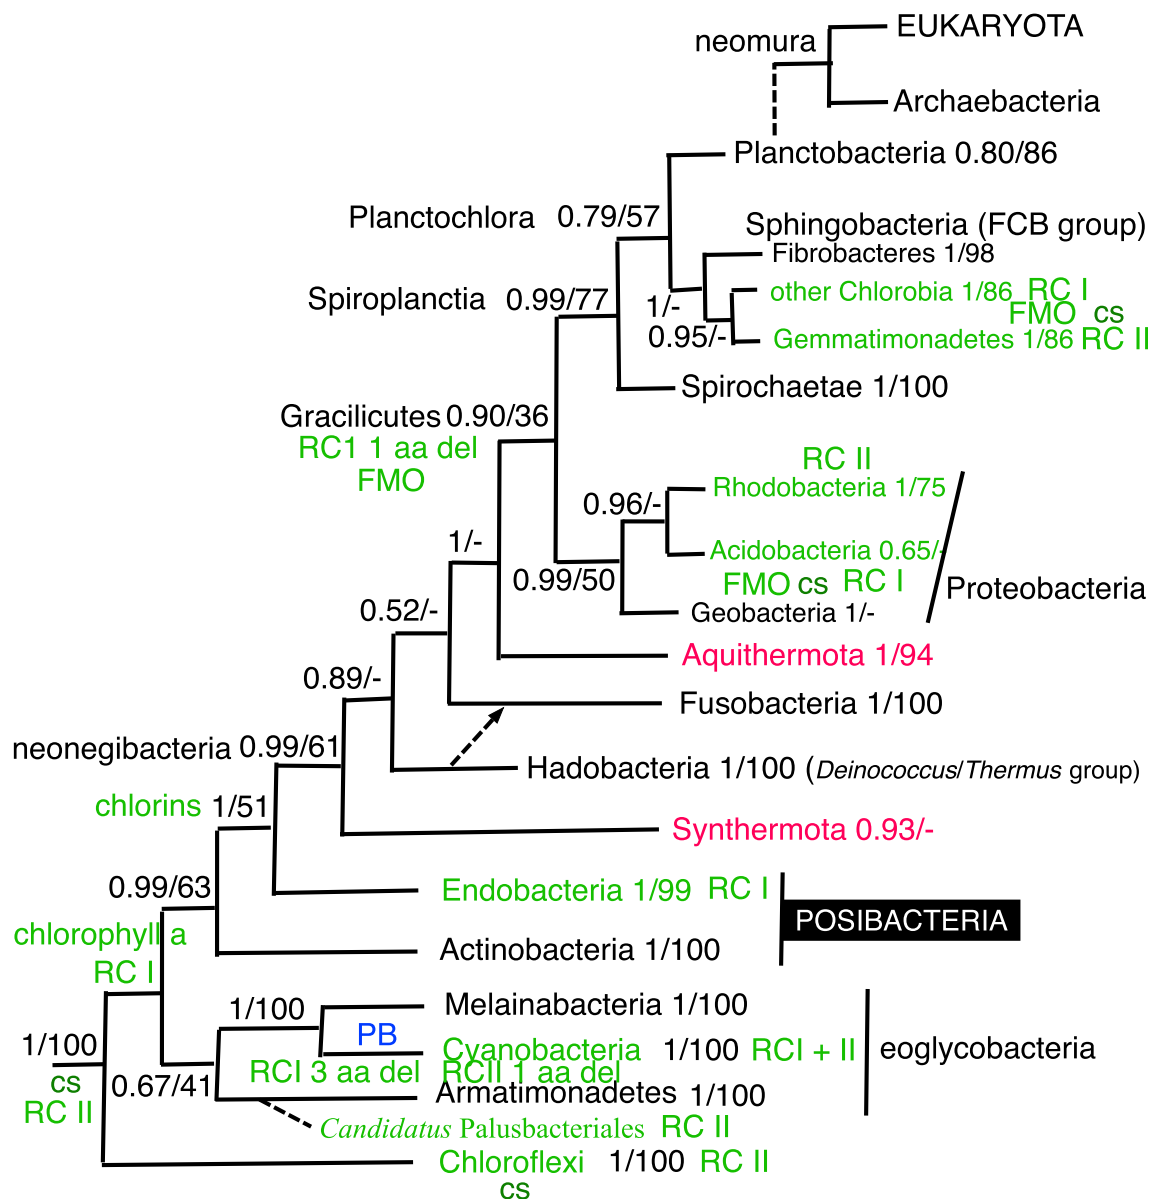 neomura
EUKARYOTA
Archaebacteria
Planctobacteria 0.80/86
Planctochlora 0.79/57
Sphingobacteria (FCB group)
Fibrobacteres 1/98
Spiroplanctia 0.99/77
other Chlorobia 1/86 RC I
1/-
FMO cs
0.95/-
Gemmatimonadetes 1/86 RC II
Spirochaetae 1/100
Gracilicutes 0.90/36
RC1 1 aa del
FMO
RC II
Rhodobacteria 1/75
0.96/-
1/-
Acidobacteria 0.65/-
0.99/50
FMO cs RC I
Proteobacteria
Geobacteria 1/-
0.52/-
Aquithermota 1/94
0.89/-
Fusobacteria 1/100
neonegibacteria 0.99/61
Hadobacteria 1/100 (Deinococcus/Thermus group)
chlorins 1/51
Synthermota 0.93/-
0.99/63
Endobacteria 1/99 RC I
POSIBACTERIA
chlorophyll a
RC I
Actinobacteria 1/100
1/100
Melainabacteria 1/100
PB
1/100
Cyanobacteria 1/100 RCI + II
eoglycobacteria
RCI 3 aa del RCII 1 aa del
cs
RC II
0.67/41
Armatimonadetes 1/100
Candidatus Palusbacteriales RC II
Chloroflexi 1/100 RC II
cs